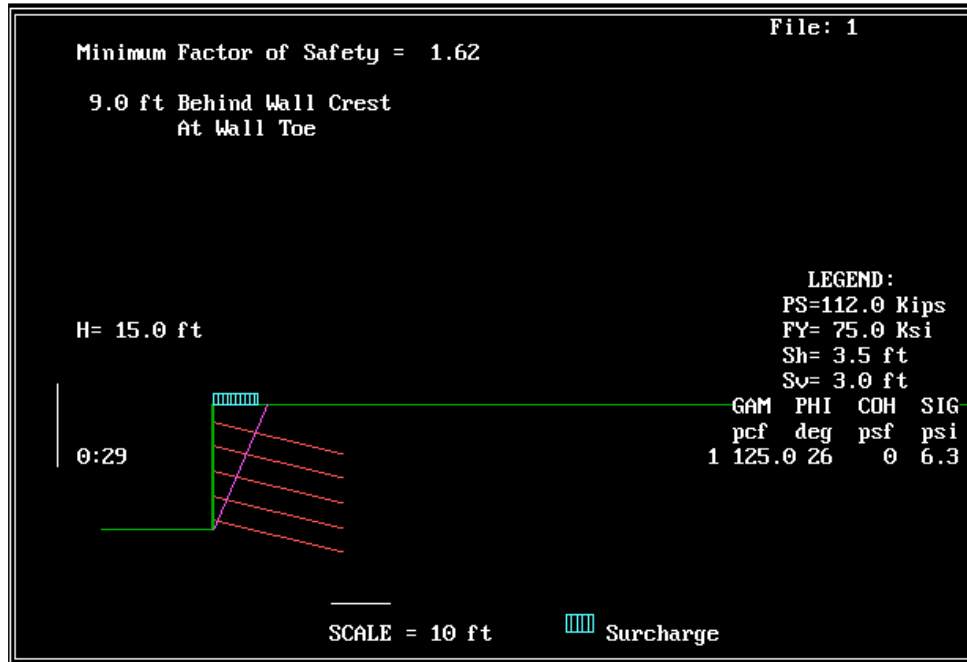 File: 1
Minimum Factor of Safety = 1.62
9.0 ft Behind Wall Crest
At Wall Toe
LEGEND:
PS=112.0 Kips
H= 15.0 ft
FY= 75.0 Ksi
Sh= 3.5 ft
Sv= 3.0 ft
GAM PHI COH SIG
pcf deg psf psi
0:29
1 125.0 26 0 6.3
SCALE = 10 ft
Surcharge